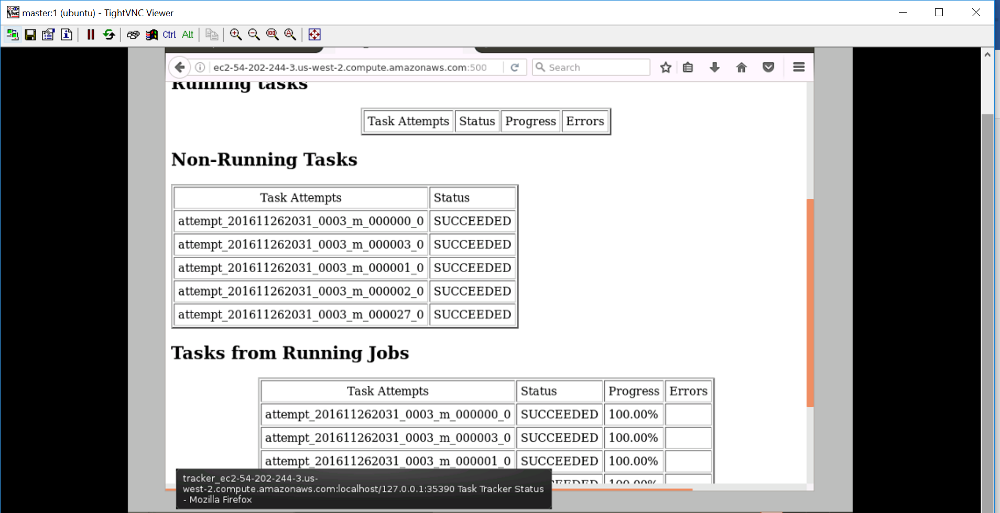 master:1 (ubuntu) - TightVNC Viewer
Ctrl Alt
ec2-54-202-244-3.us-west-2.compute.amazonaws.com:500
Search
Running tasks
Task Attempts Status Progress Errors
Non-Running Tasks
Task Attempts Status
attempt_201611262031_0003_m_000000_0 SUCCEEDED
attempt_201611262031_0003_m_000003_0 SUCCEEDED
attempt_201611262031_0003_m_000001_0 SUCCEEDED
attempt_201611262031_0003_m_000002_0 SUCCEEDED
attempt_201611262031_0003_m_000027_0 SUCCEEDED
Tasks from Running Jobs
Task Attempts Status Progress Errors
attempt_201611262031_0003_m_000000_0 SUCCEEDED 100.00%
attempt_201611262031_0003_m_000003_0 SUCCEEDED 100.00%
attempt_201611262031_0003_m_000001_0 SUCCEEDED 100.00%
100.00%
tracker_ec2-54-202-244-3.us-
west-2.compute.amazonaws.com:localhost/127.0.0.1:35390 Task Tracker Status
- Mozilla Firefox